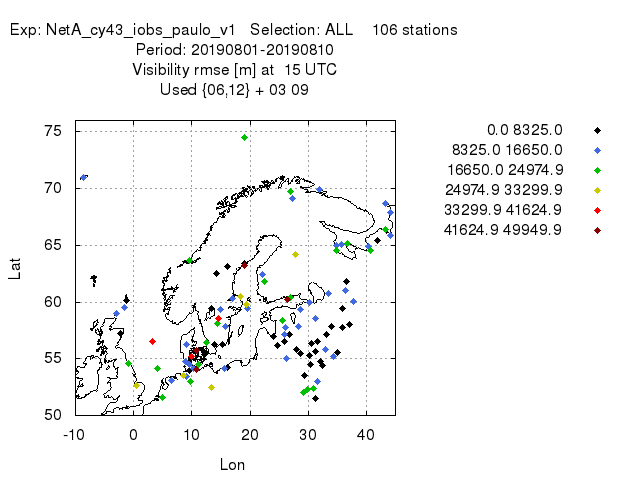 Exp: NetA_cy43_iobs_paulo_v1 Selection: ALL 106 stations
Period: 20190801-20190810
Visibility rmse [m] at 15 UTC
Used {06,12} + 03 09
0.0 8325.0
8325.0 16650.0
16650.0 24974.9
24974.9 33299.9
33299.9 41624.9
41624.9 49949.9
75
70
65
60
55
50
Lat
-10 0 10 20 30 40
Lon